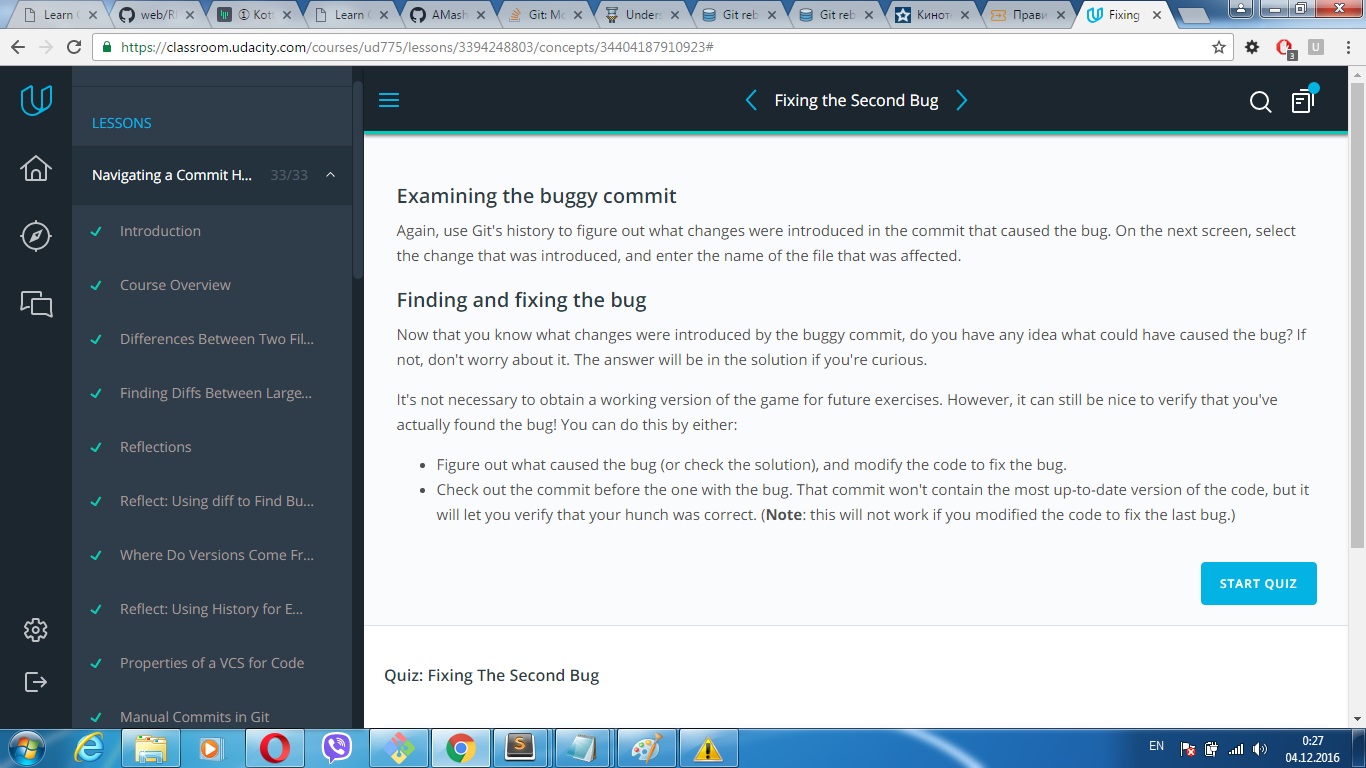 Learn
web/R
Kott
Learn
AMash
Git: Mo
Unders
Git reb
Git reb
Кинот
Прави
Fixing
https://classroom.udacity.com/courses/ud775/lessons/3394248803/concepts/34404187910923#
3
U
LESSONS
Navigating a Commit H... 33/33
Introduction
Course Overview
Differences Between Two Fil...
Finding Diffs Between Large...
Reflections
Reflect: Using diff to Find Bu...
Where Do Versions Come Fr...
Reflect: Using History for E...
Properties of a VCS for Code
Manual Commits in Git
Fixing the Second Bug
Examining the buggy commit
Again, use Git's history to figure out what changes were introduced in the commit that caused the bug. On the next screen, select
the change that was introduced, and enter the name of the file that was affected.
Finding and fixing the bug
Now that you know what changes were introduced by the buggy commit, do you have any idea what could have caused the bug? If
not, don't worry about it. The answer will be in the solution if you're curious.
It's not necessary to obtain a working version of the game for future exercises. However, it can still be nice to verify that you've
actually found the bug! You can do this by either:
• Figure out what caused the bug (or check the solution), and modify the code to fix the bug.
• Check out the commit before the one with the bug. That commit won't contain the most up-to-date version of the code, but it
will let you verify that your hunch was correct. (Note: this will not work if you modified the code to fix the last bug.)
START QUIZ
Quiz: Fixing The Second Bug
EN
0:27
04.12.2016